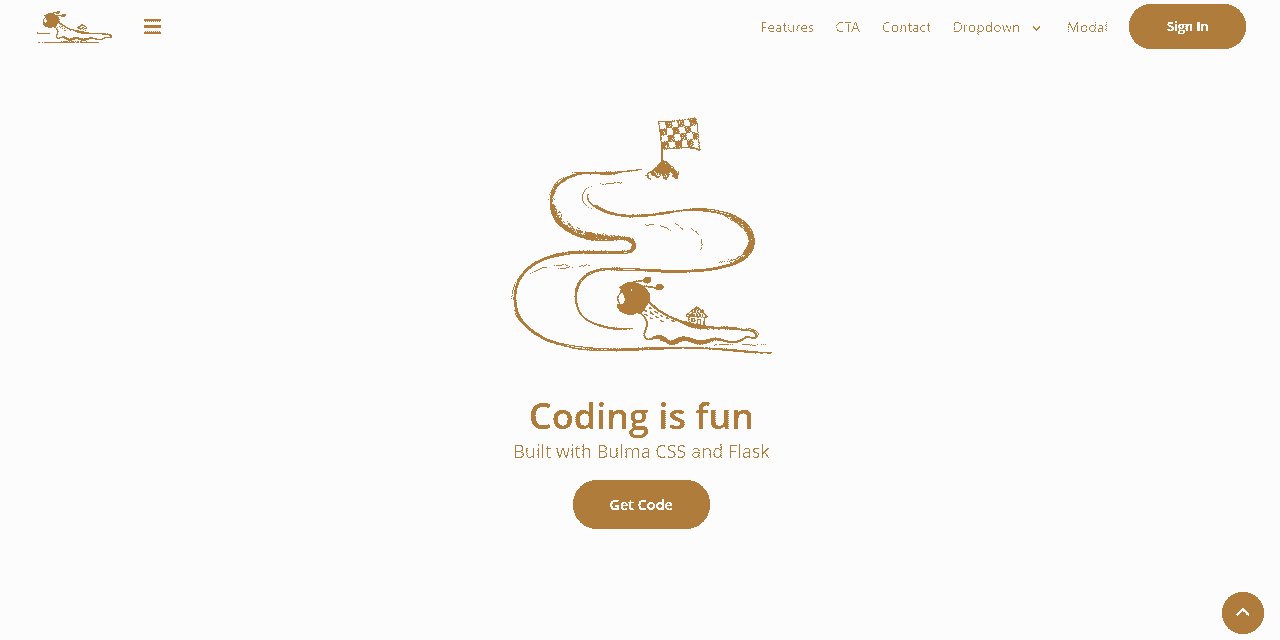 Features CTA Contact Dropdown Modal Sign In
Coding is fun
Built with Bulma CSS and Flask
Get Code